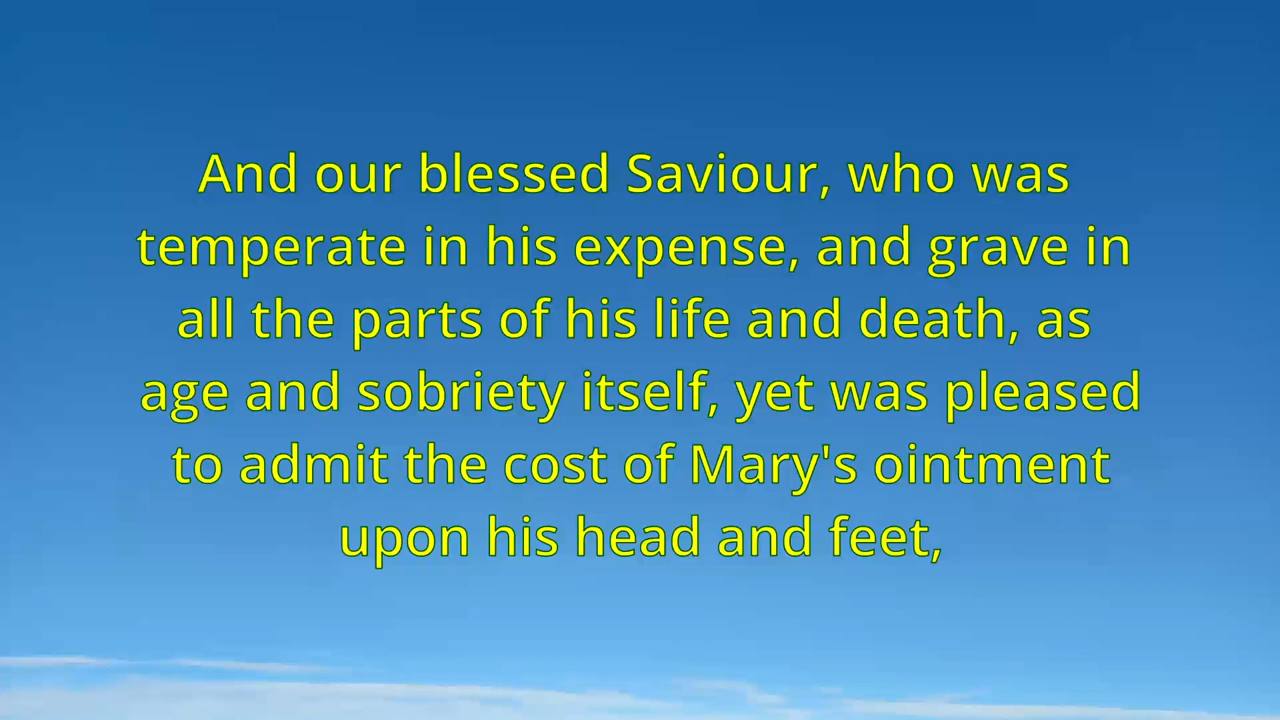 And our blessed Saviour, who was
temperate in his expense, and grave in
all the parts of his life and death, as
age and sobriety itself, yet was pleased
to admit the cost of Mary's ointment
upon his head and feet,